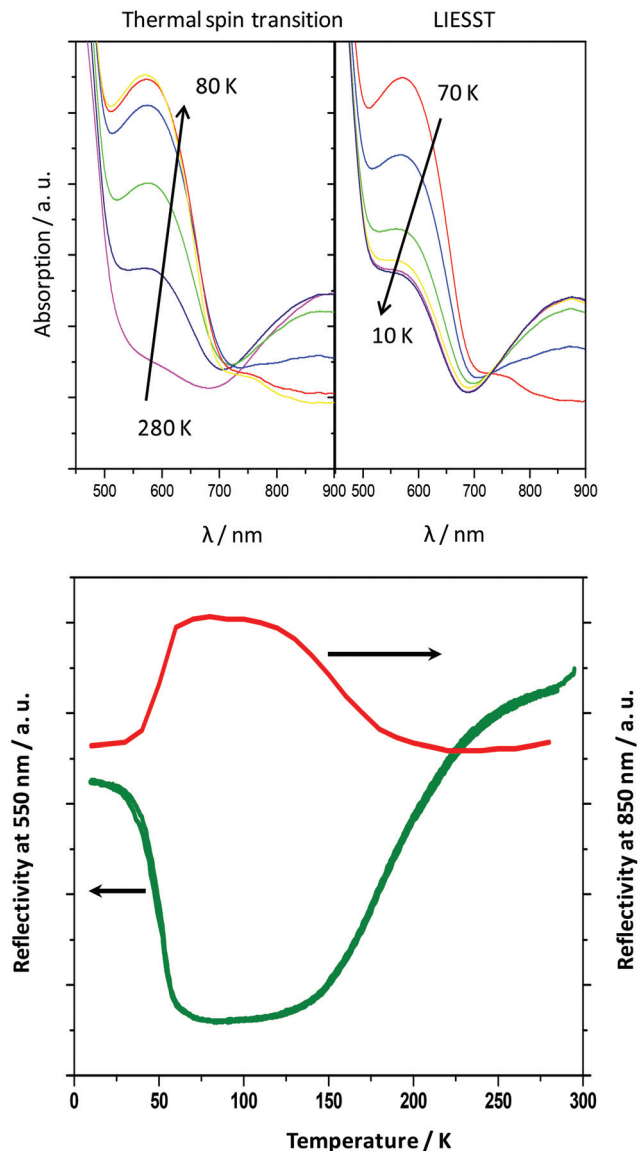 Thermal spin transition
LIESST
Absorption / a. u.
80 K
280 K
70 K
10 K
500 600 700 800 900
00 500 600 700 800 900
λ / nm
λ / nm
Reflectivity at 550 nm / a. u.
Reflectivity at 850 nm / a. u.
0 50 100 150 200 250 300
Temperature / K